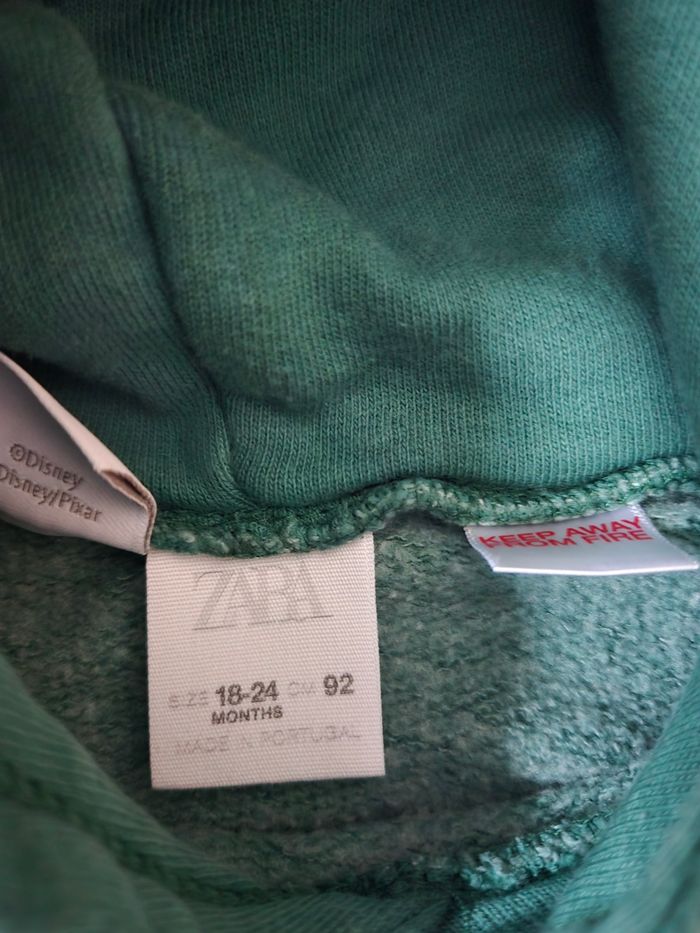 ©Disney
Disney/Pixar
KEEP AWAY
FROM FIRE
ZARA
SIZE 18-24 CM 92
MONTHS
MADE IN PORTUGAL